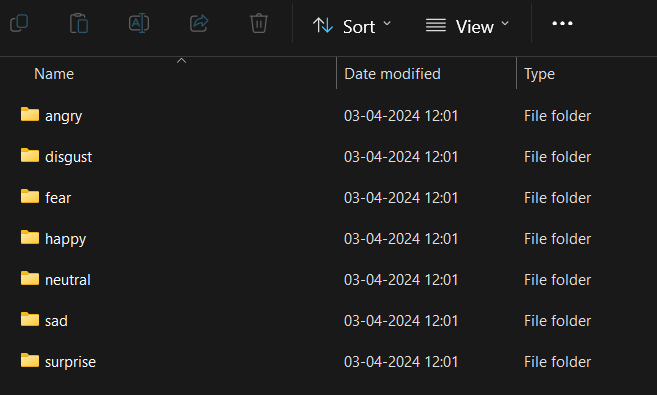 Sort View
Name Date modified Type
angry 03-04-2024 12:01 File folder
disgust 03-04-2024 12:01 File folder
fear 03-04-2024 12:01 File folder
happy 03-04-2024 12:01 File folder
neutral 03-04-2024 12:01 File folder
sad 03-04-2024 12:01 File folder
surprise 03-04-2024 12:01 File folder